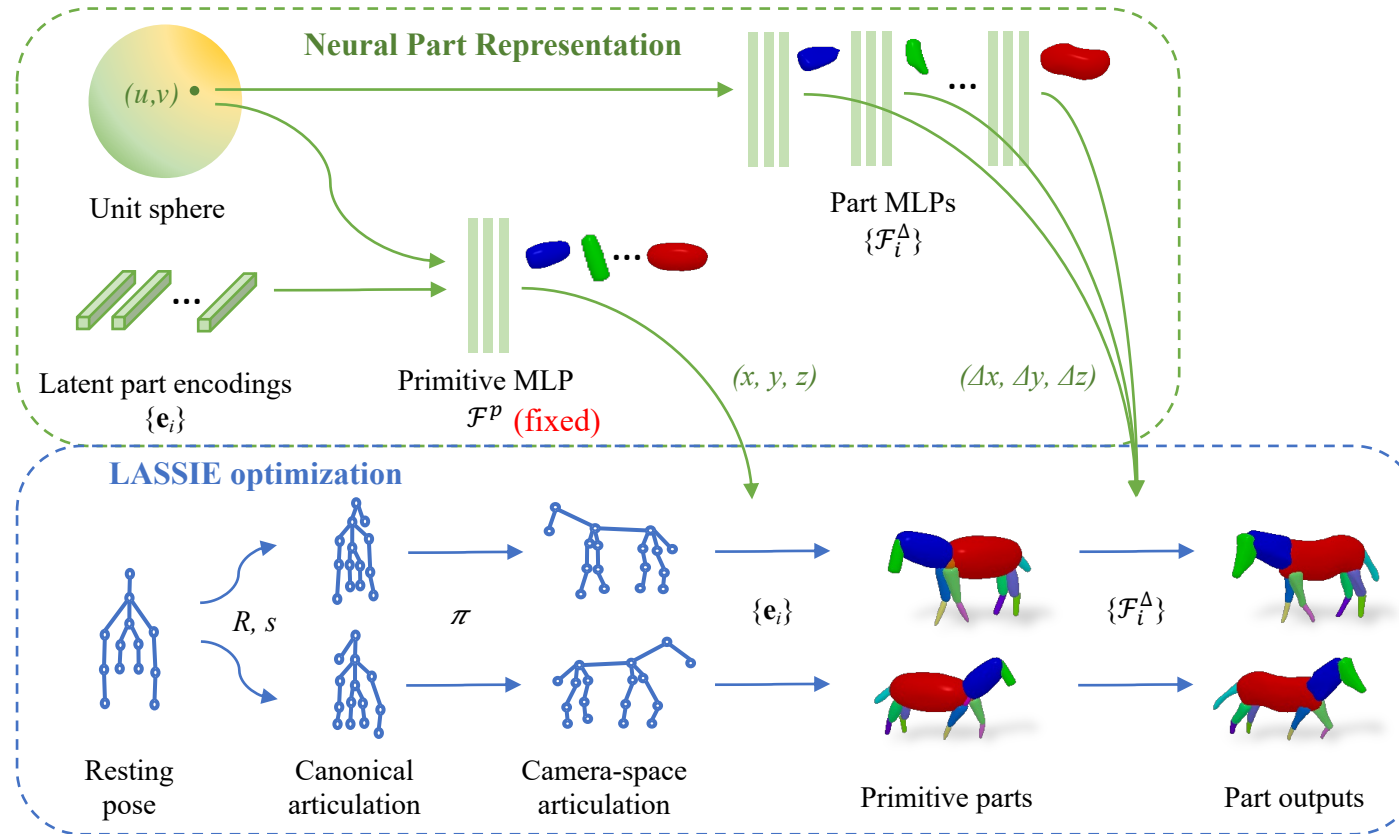 Neural Part Representation
(u,v)
Unit sphere
...
Part MLPs
{ℱᵢ^Δ}
...
...
Latent part encodings
{eᵢ}
Primitive MLP
ℱ^p (fixed)
(x, y, z)
(Δx, Δy, Δz)
LASSIE optimization
R, s
π
{eᵢ}
{ℱᵢ^Δ}
Resting
pose
Canonical
articulation
Camera-space
articulation
Primitive parts
Part outputs